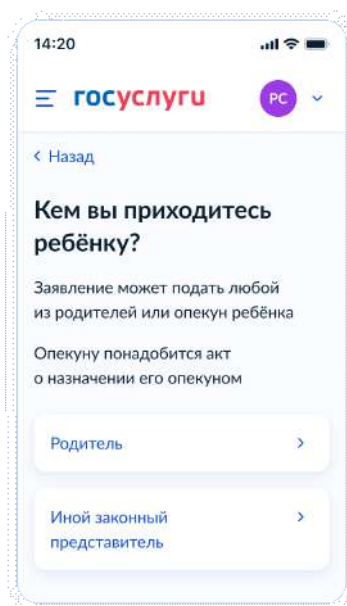 14:20
госуслуги
РС
Назад
Кем вы приходитесь
ребёнку?
Заявление может подать любой
из родителей или опекун ребёнка
Опекуну понадобится акт
о назначении его опекуном
Родитель
Иной законный
представитель